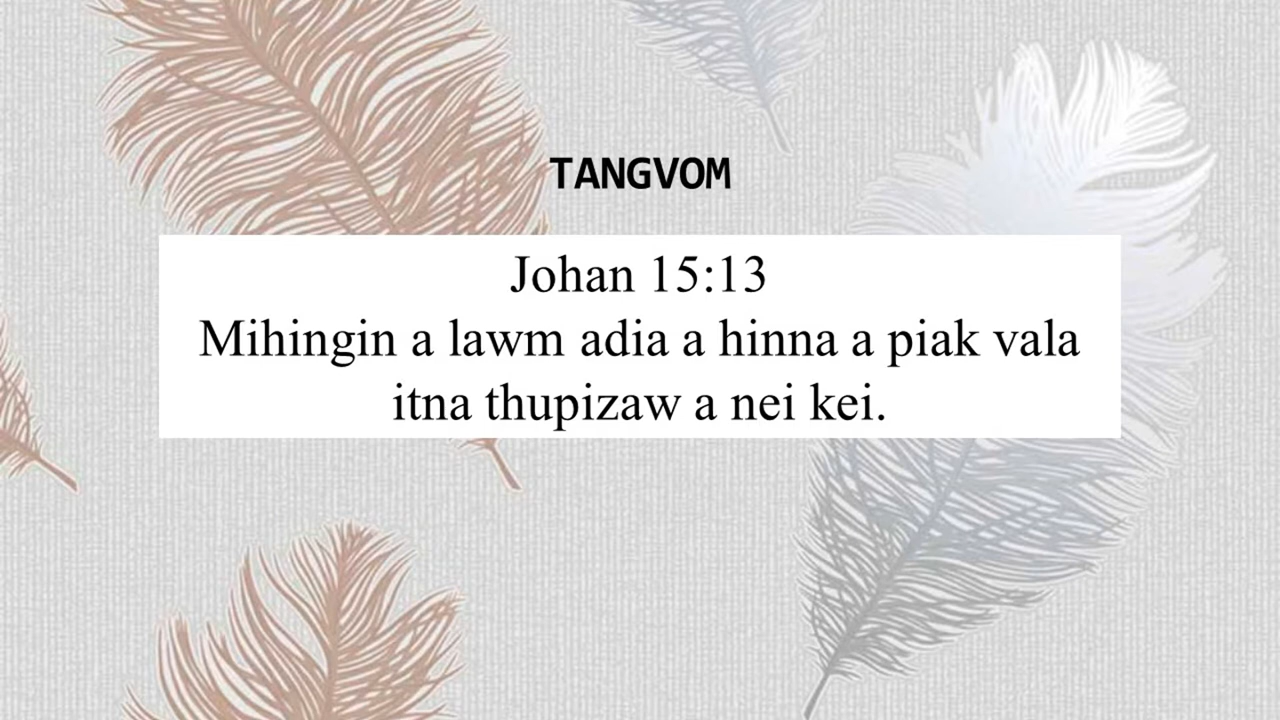 TANGVOM
Johan 15:13
Mihingin a lawm adia a hinna a piak vala
itna thupizaw a nei kei.